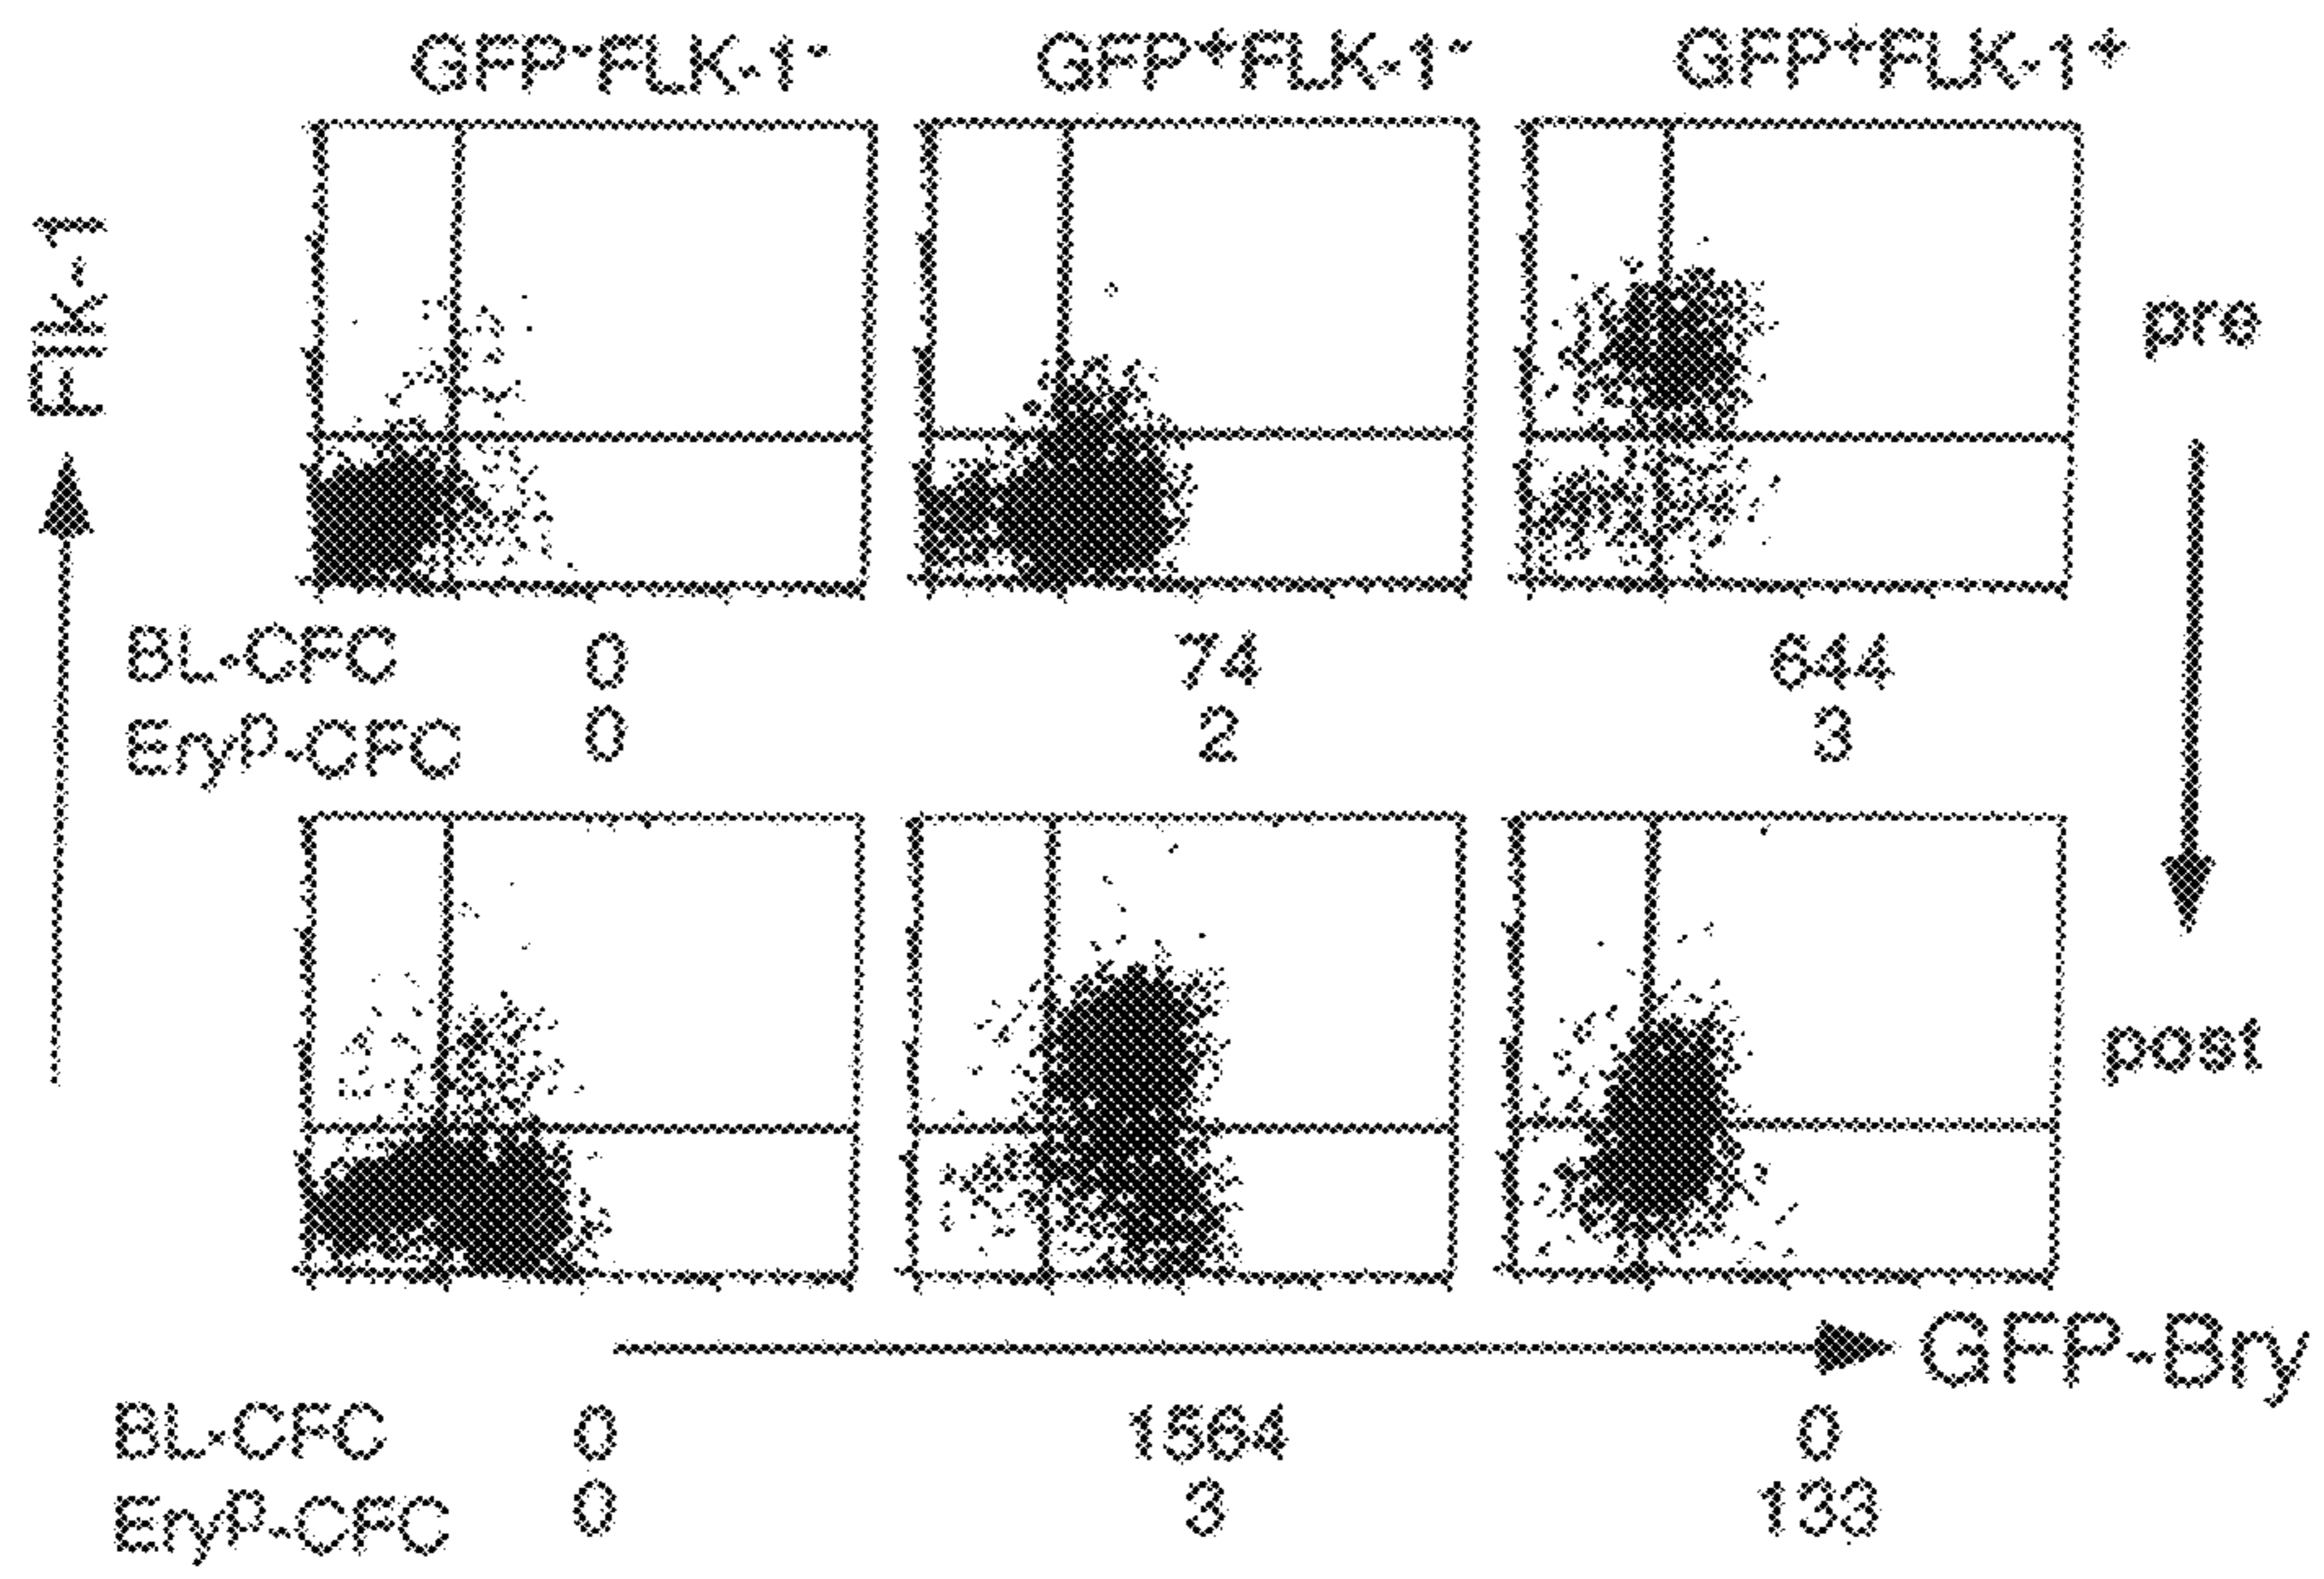 GFP-FLK-1- GFP+FLK-1- GFP+FLK-1+
Flk-1
pre
BL-CFC 0 74 644
Eryp-CFC 0 2 3
post
GFP-Bry
BL-CFC 0 1564 0
Eryp-CFC 0 3 133